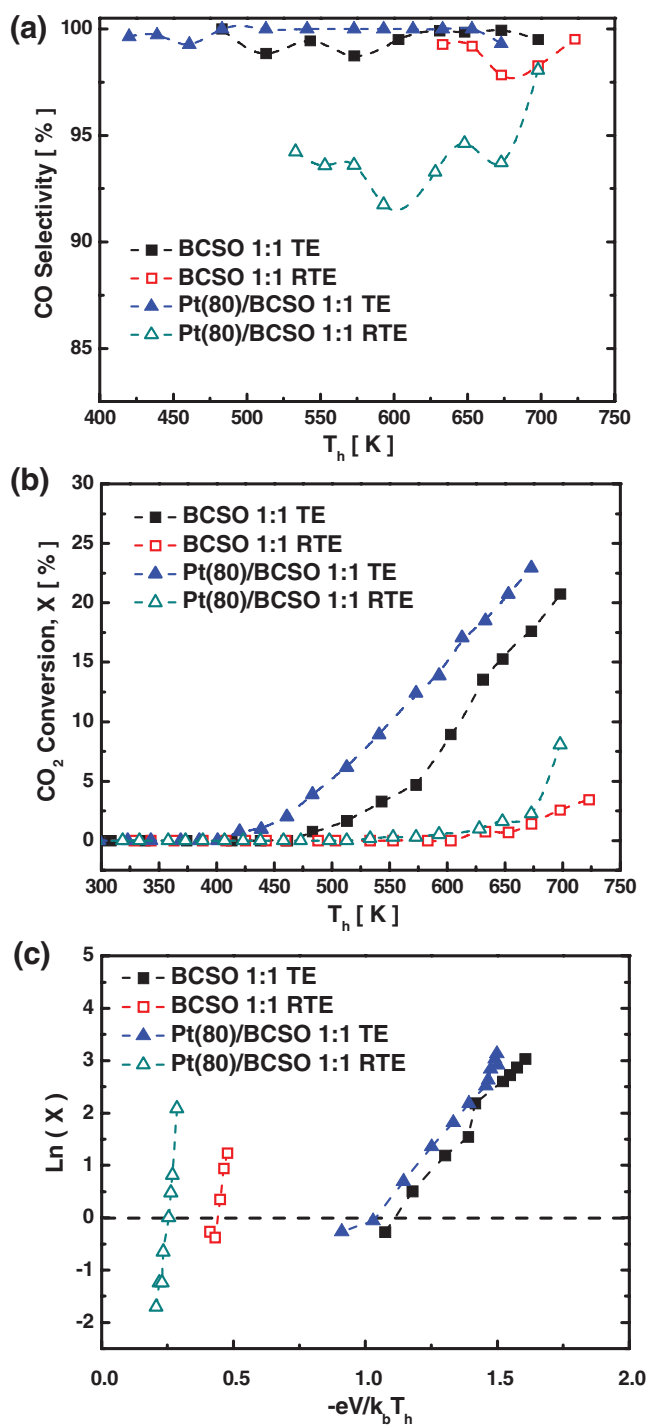 (a)
100
95
90
85
CO Selectivity [ % ]
BCSO 1:1 TE
BCSO 1:1 RTE
Pt(80)/BCSO 1:1 TE
Pt(80)/BCSO 1:1 RTE
400 450 500 550 600 650 700 750
Th [ K ]
(b)
30
25
20
15
10
5
0
CO2 Conversion, X [ % ]
BCSO 1:1 TE
BCSO 1:1 RTE
Pt(80)/BCSO 1:1 TE
Pt(80)/BCSO 1:1 RTE
300 350 400 450 500 550 600 650 700 750
Th [ K ]
(c)
5
4
3
2
1
0
-1
-2
Ln ( X )
BCSO 1:1 TE
BCSO 1:1 RTE
Pt(80)/BCSO 1:1 TE
Pt(80)/BCSO 1:1 RTE
0.0 0.5 1.0 1.5 2.0
-eV/kbTh